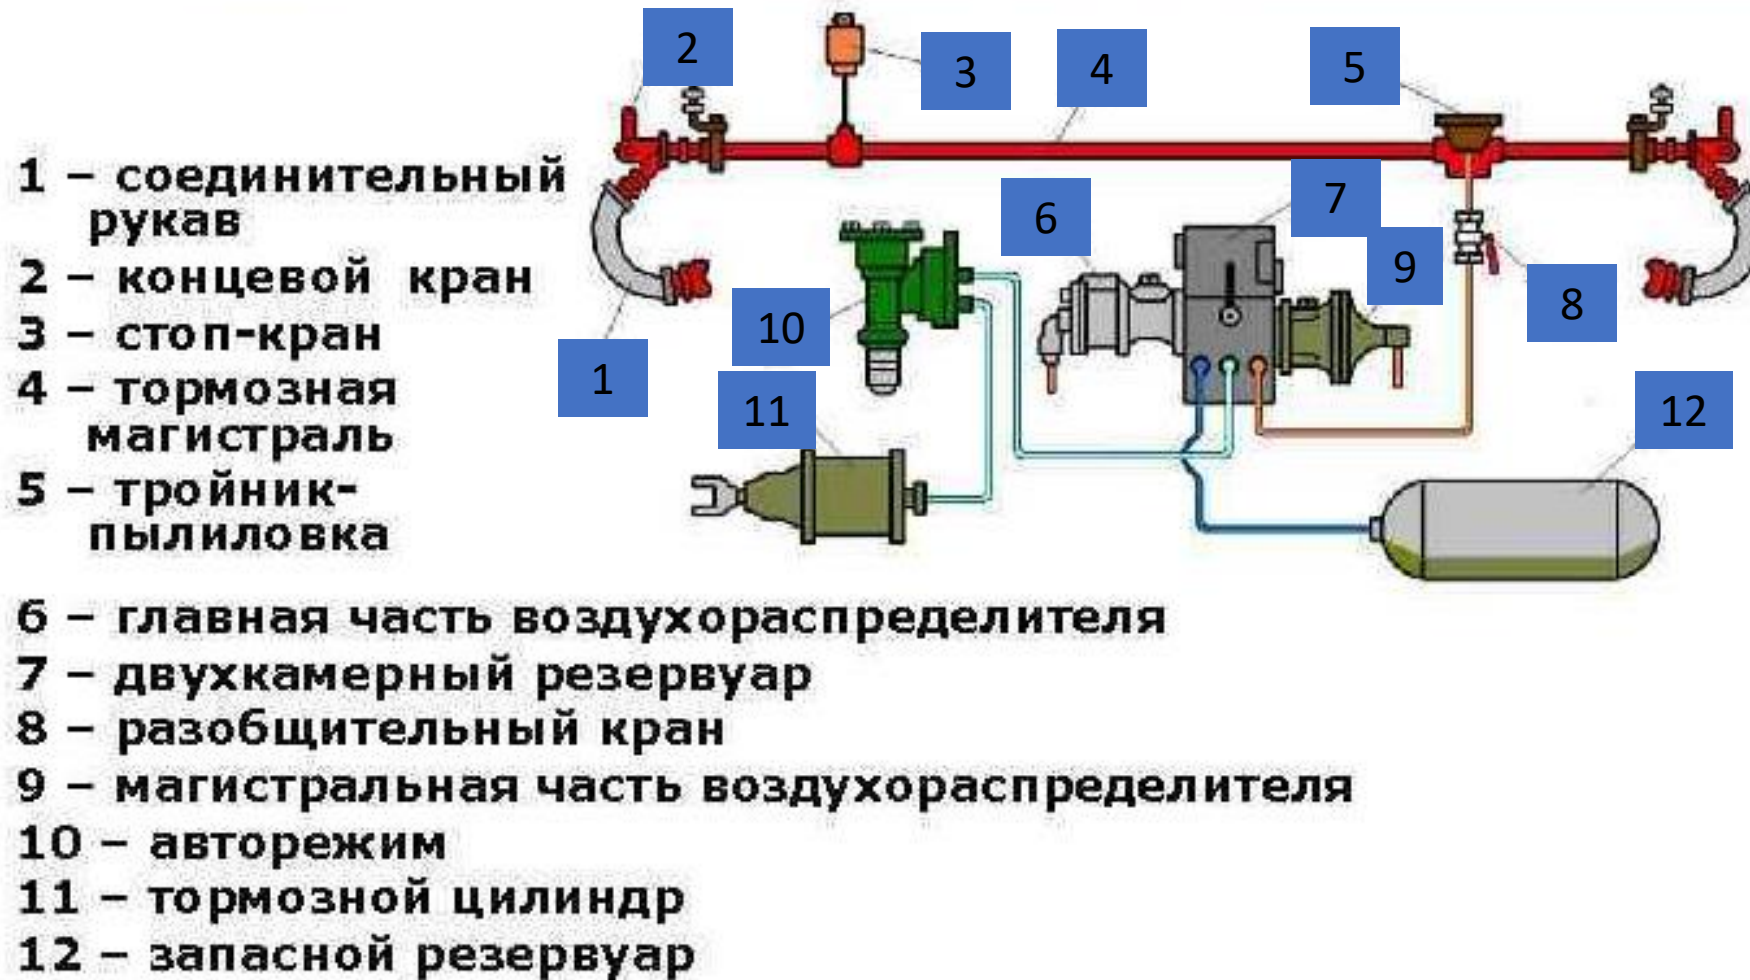 2
3
4
5
1 – соединительный
рукав
2 – концевой кран
3 – стоп-кран
4 – тормозная
магистраль
5 – тройник-
пылиловка
6
7
9
8
10
1
11
12
6 – главная часть воздухораспределителя
7 – двухкамерный резервуар
8 – разобщительный кран
9 – магистральная часть воздухораспределителя
10 – авторежим
11 – тормозной цилиндр
12 – запасной резервуар